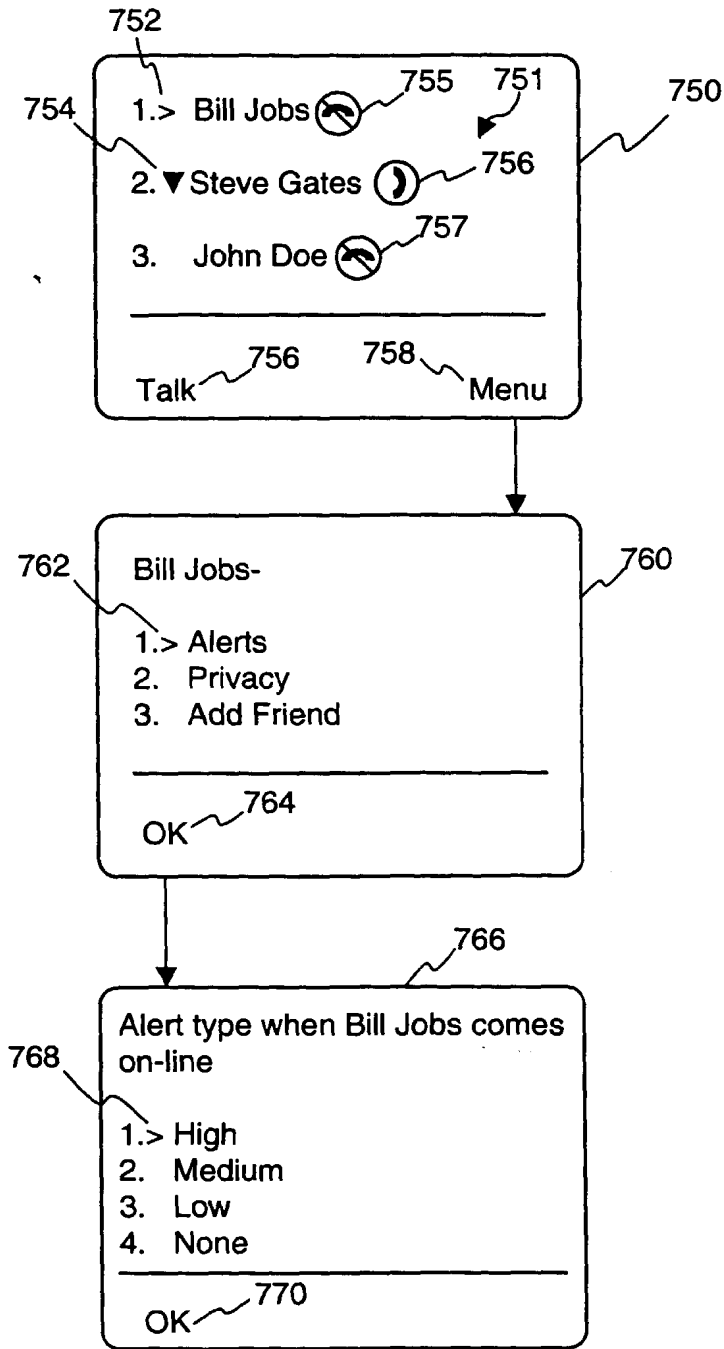 752
1.> Bill Jobs 755 751
754 750
2. ▼ Steve Gates 756
757
3. John Doe
756 758
Talk Menu
762 760
Bill Jobs-
1.> Alerts
2. Privacy
3. Add Friend
764
OK
766
Alert type when Bill Jobs comes
on-line
768
1.> High
2. Medium
3. Low
4. None
770
OK